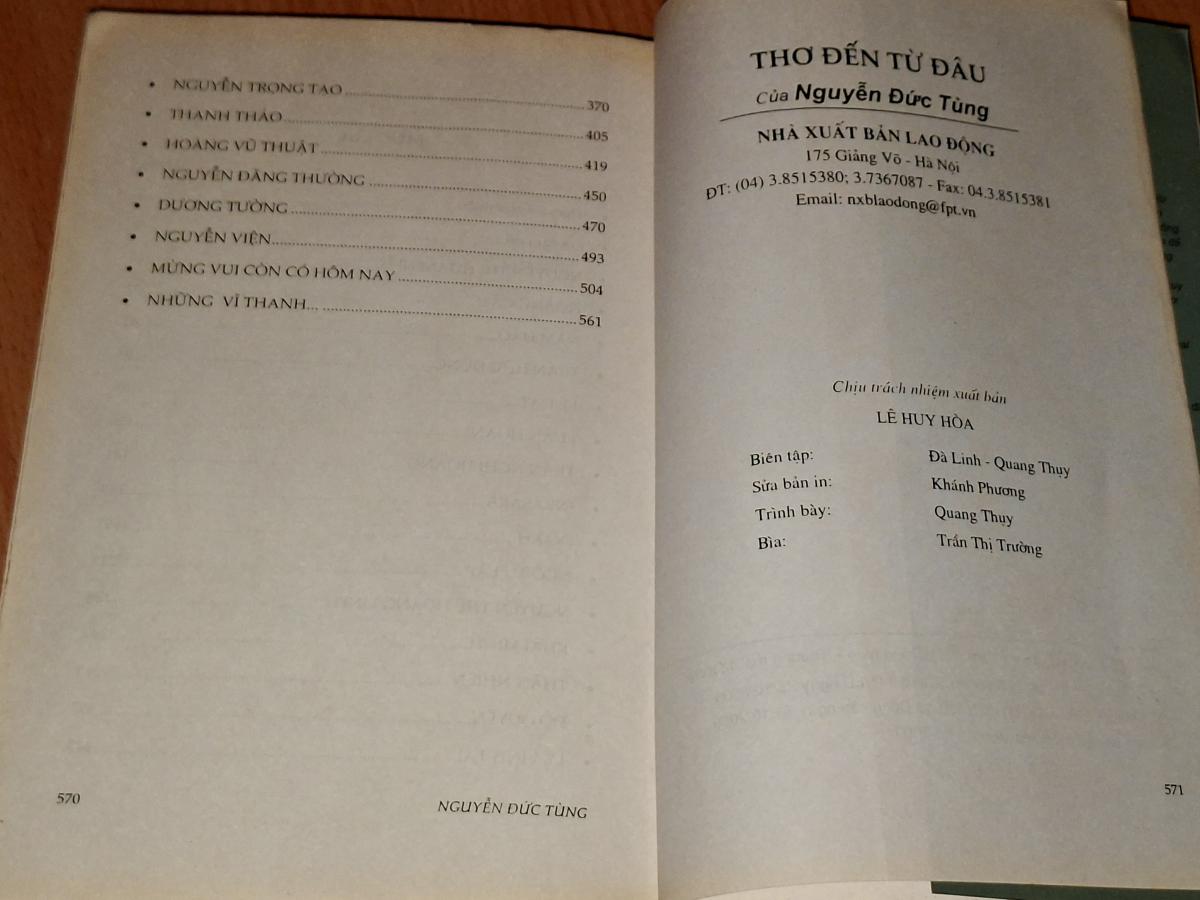 • NGUYỄN TRỌNG TẠO ........ 370
• THANH THẢO ........ 405
• HOÀNG VŨ THUẬT ........ 419
• NGUYỄN ĐĂNG THƯỜNG ........ 450
• DƯƠNG TƯỜNG ........ 470
• NGUYỄN VIỆN ........ 493
• MỪNG VUI CÒN CÓ HÔM NAY ........ 504
• NHỮNG VĨ THANH... ........ 561
570
NGUYỄN ĐỨC TÙNG
THƠ ĐẾN TỪ ĐÂU
Của Nguyễn Đức Tùng
NHÀ XUẤT BẢN LAO ĐỘNG
175 Giảng Võ - Hà Nội
ĐT: (04) 3.8515380; 3.7367087 - Fax: 04.3.8515381
Email: nxblaodong@fpt.vn
Chịu trách nhiệm xuất bản
LÊ HUY HÒA
Biên tập: Đà Linh - Quang Thụy
Sửa bản in: Khánh Phương
Trình bày: Quang Thụy
Bìa: Trần Thị Trường
571